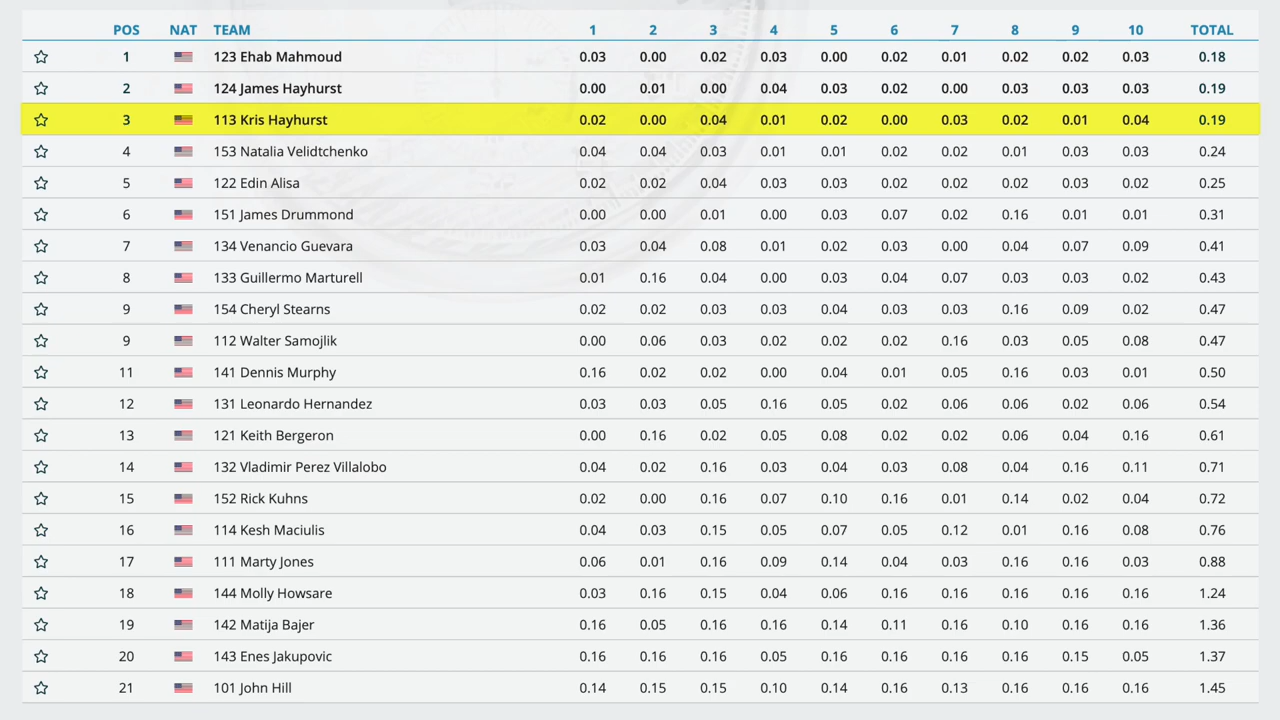 POS NAT TEAM 1 2 3 4 5 6 7 8 9 10 TOTAL
1 123 Ehab Mahmoud 0.03 0.00 0.02 0.03 0.00 0.02 0.01 0.02 0.02 0.03 0.18
2 124 James Hayhurst 0.00 0.01 0.00 0.04 0.03 0.02 0.00 0.03 0.03 0.03 0.19
3 113 Kris Hayhurst 0.02 0.00 0.04 0.01 0.02 0.00 0.03 0.02 0.01 0.04 0.19
4 153 Natalia Velidtchenko 0.04 0.04 0.03 0.01 0.01 0.02 0.02 0.01 0.03 0.03 0.24
5 122 Edin Alisa 0.02 0.02 0.04 0.03 0.03 0.02 0.02 0.02 0.03 0.02 0.25
6 151 James Drummond 0.00 0.00 0.01 0.00 0.03 0.07 0.02 0.16 0.01 0.01 0.31
7 134 Venancio Guevara 0.03 0.04 0.08 0.01 0.02 0.03 0.00 0.04 0.07 0.09 0.41
8 133 Guillermo Marturell 0.01 0.16 0.04 0.00 0.03 0.04 0.07 0.03 0.03 0.02 0.43
9 154 Cheryl Stearns 0.02 0.02 0.03 0.03 0.04 0.03 0.03 0.16 0.09 0.02 0.47
9 112 Walter Samojlik 0.00 0.06 0.03 0.02 0.02 0.02 0.16 0.03 0.05 0.08 0.47
11 141 Dennis Murphy 0.16 0.02 0.02 0.00 0.04 0.01 0.05 0.16 0.03 0.01 0.50
12 131 Leonardo Hernandez 0.03 0.03 0.05 0.16 0.05 0.02 0.06 0.06 0.02 0.06 0.54
13 121 Keith Bergeron 0.00 0.16 0.02 0.05 0.08 0.02 0.02 0.06 0.04 0.16 0.61
14 132 Vladimir Perez Villalobo 0.04 0.02 0.16 0.03 0.04 0.03 0.08 0.04 0.16 0.11 0.71
15 152 Rick Kuhns 0.02 0.00 0.16 0.07 0.10 0.16 0.01 0.14 0.02 0.04 0.72
16 114 Kesh Maciulis 0.04 0.03 0.15 0.05 0.07 0.05 0.12 0.01 0.16 0.08 0.76
17 111 Marty Jones 0.06 0.01 0.16 0.09 0.14 0.04 0.03 0.16 0.16 0.03 0.88
18 144 Molly Howsare 0.03 0.16 0.15 0.04 0.06 0.16 0.16 0.16 0.16 0.16 1.24
19 142 Matija Bajer 0.16 0.05 0.16 0.16 0.14 0.11 0.16 0.10 0.16 0.16 1.36
20 143 Enes Jakupovic 0.16 0.16 0.16 0.05 0.16 0.16 0.16 0.16 0.15 0.05 1.37
21 101 John Hill 0.14 0.15 0.15 0.10 0.14 0.16 0.13 0.16 0.16 0.16 1.45